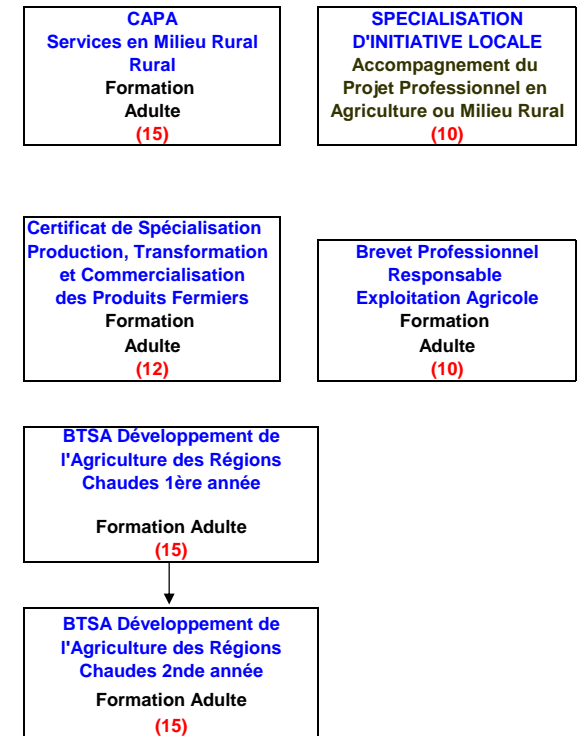 CAPA
Services en Milieu Rural
Rural
Formation
Adulte
(15)
SPECIALISATION
D'INITIATIVE LOCALE
Accompagnement du
Projet Professionnel en
Agriculture ou Milieu Rural
(10)
Certificat de Spécialisation
Production, Transformation
et Commercialisation
des Produits Fermiers
Formation
Adulte
(12)
Brevet Professionnel
Responsable
Exploitation Agricole
Formation
Adulte
(10)
BTSA Développement de
l'Agriculture des Régions
Chaudes 1ère année
Formation Adulte
(15)
BTSA Développement de
l'Agriculture des Régions
Chaudes 2nde année
Formation Adulte
(15)